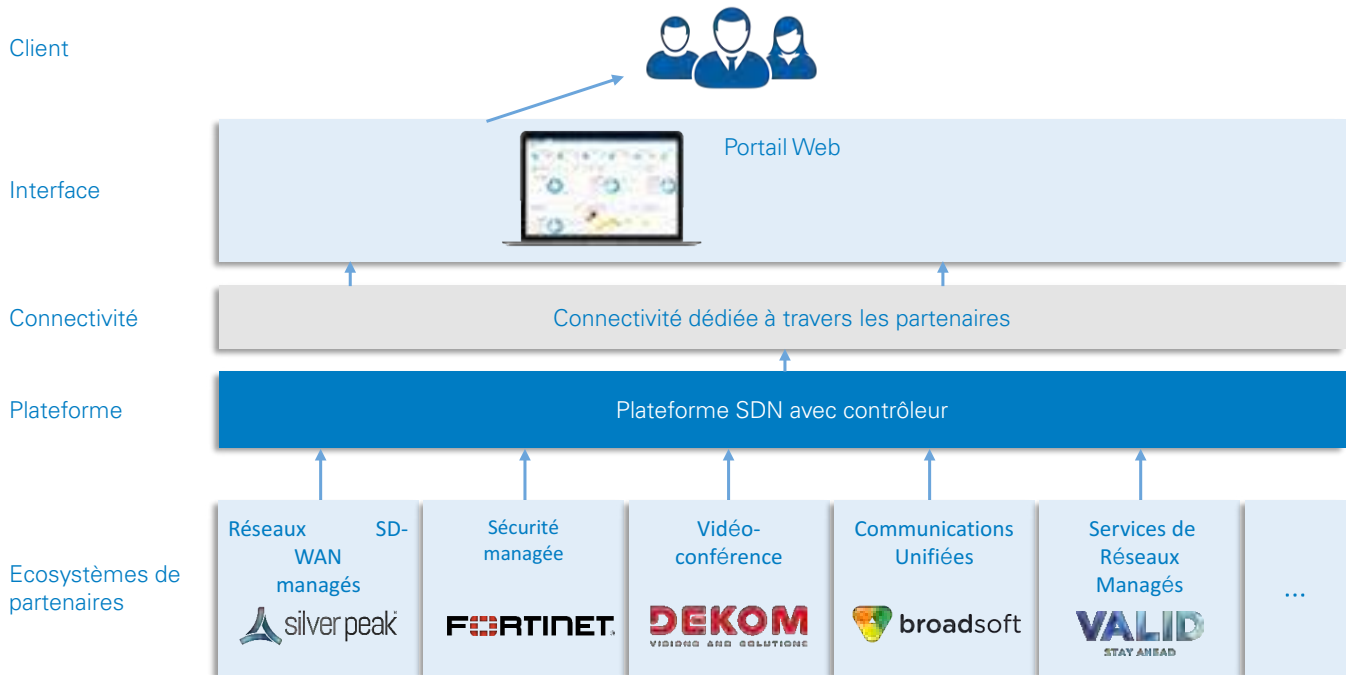 Client
Portail Web
Interface
Connectivité
Connectivité dédiée à travers les partenaires
Plateforme
Plateforme SDN avec contrôleur
Ecosystèmes de
partenaires
Réseaux SD-
WAN
managés
silver peak
Sécurité
managée
FORTINET
Vidéo-
conférence
DEKOM
VISIONS AND SOLUTIONS
Communications
Unifiées
broadsoft
Services de
Réseaux
Managés
VALID
STAY AHEAD
...